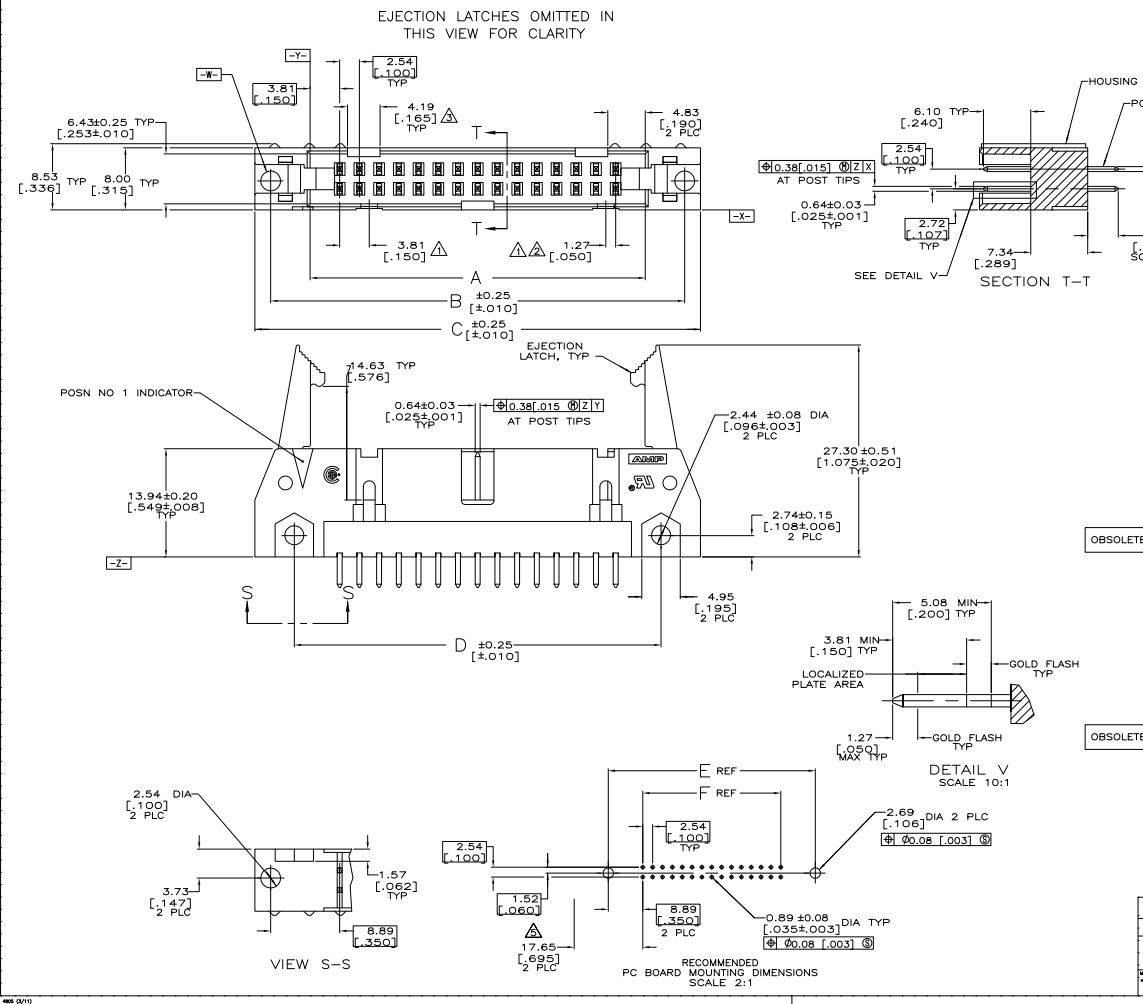 EJECTION LATCHES OMITTED IN
THIS VIEW FOR CLARITY
-Y-
2.54
[.100]
TYP
-W-
3.81
[.150]
4.19
[.165]
TYP
3
4.83
[.190]
2 PLC
6.43±0.25 TYP
[.253±.010]
T
8.53
[.336] TYP
8.00
[.315] TYP
-X-
T
3.81
[.150]
1
1
2
1.27
[.050]
A
B ±0.25
[±.010]
C ±0.25
[±.010]
HOUSING
6.10 TYP
[.240]
2.54
[.100]
TYP
⌖ 0.38[.015] Ⓜ Z X
AT POST TIPS
0.64±0.03
[.025±.001]
TYP
2.72
[.107]
TYP
7.34
[.289]
SEE DETAIL V
SECTION T-T
EJECTION
LATCH, TYP
14.63 TYP
[.576]
POSN NO 1 INDICATOR
0.64±0.03
[.025±.001]
TYP
⌖ 0.38[.015 Ⓜ Z Y
AT POST TIPS
2.44 ±0.08 DIA
[.096±.003]
2 PLC
AMP
27.30±0.51
[1.075±.020]
TYP
13.94±0.20
[.549±.008]
TYP
2.74±0.15
[.108±.006]
2 PLC
-Z-
OBSOLETE
S
S
4.95
[.195]
2 PLC
D ±0.25
[±.010]
5.08 MIN
[.200] TYP
3.81 MIN
[.150] TYP
GOLD FLASH
TYP
LOCALIZED
PLATE AREA
1.27
[.050]
MAX TYP
GOLD FLASH
TYP
OBSOLETE
DETAIL V
SCALE 10:1
E REF
F REF
2.54 DIA
[.100]
2 PLC
2.54
[.100]
TYP
2.54
[.100]
2.69
[.106] DIA 2 PLC
⌖ Ø0.08 [.003] Ⓢ
3.73
[.147]
2 PLC
1.57
[.062]
TYP
8.89
[.350]
1.52
[.060]
5
17.65
[.695]
2 PLC
8.89
[.350]
2 PLC
0.89 ±0.08
[.035±.003] DIA TYP
⌖ Ø0.08 [.003] Ⓢ
VIEW S-S
RECOMMENDED
PC BOARD MOUNTING DIMENSIONS
SCALE 2:1
4805 (3/11)